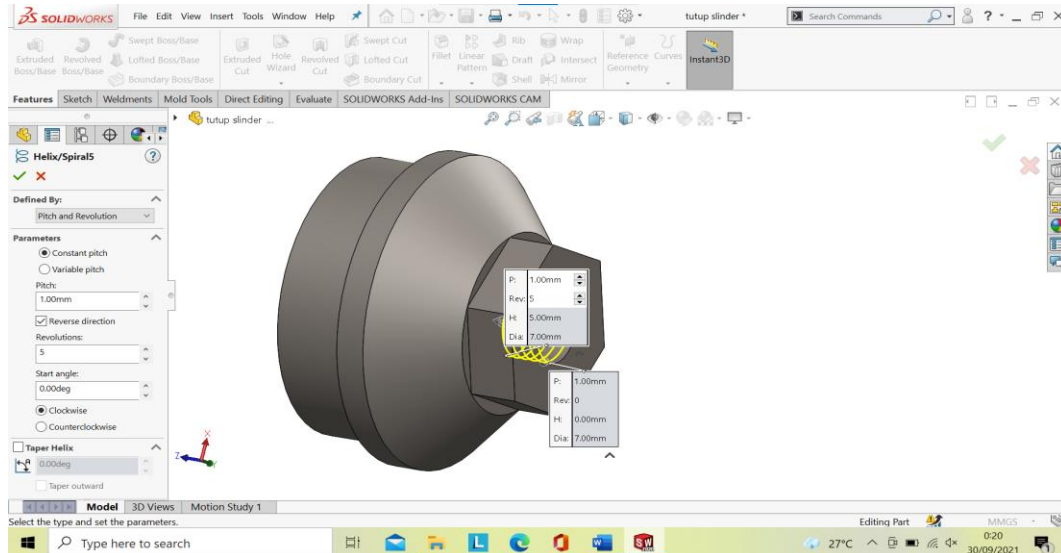 SOLIDWORKS File Edit View Insert Tools Window Help tutup slinder * Search Commands ?
Extruded Boss/Base
Revolved Boss/Base
Swept Boss/Base
Lofted Boss/Base
Boundary Boss/Base
Extruded Cut
Hole Wizard
Revolved Cut
Swept Cut
Lofted Cut
Boundary Cut
Fillet
Linear Pattern
Rib
Draft
Shell
Wrap
Intersect
Mirror
Reference Geometry
Curves
Instant3D
Features Sketch Weldments Mold Tools Direct Editing Evaluate SOLIDWORKS Add-Ins SOLIDWORKS CAM
tutup slinder ...
Helix/Spiral5
Defined By:
Pitch and Revolution
Parameters
Constant pitch
Variable pitch
Pitch:
1.00mm
Reverse direction
Revolutions:
5
Start angle:
0.00deg
Clockwise
Counterclockwise
Taper Helix
0.00deg
Taper outward
P: 1.00mm
Rev: 5
H: 5.00mm
Dia: 7.00mm
P: 1.00mm
Rev: 0
H: 0.00mm
Dia: 7.00mm
X
Z
Y
Model 3D Views Motion Study 1
Select the type and set the parameters. Editing Part MMGS
Type here to search 27°C 0:20
30/09/2021